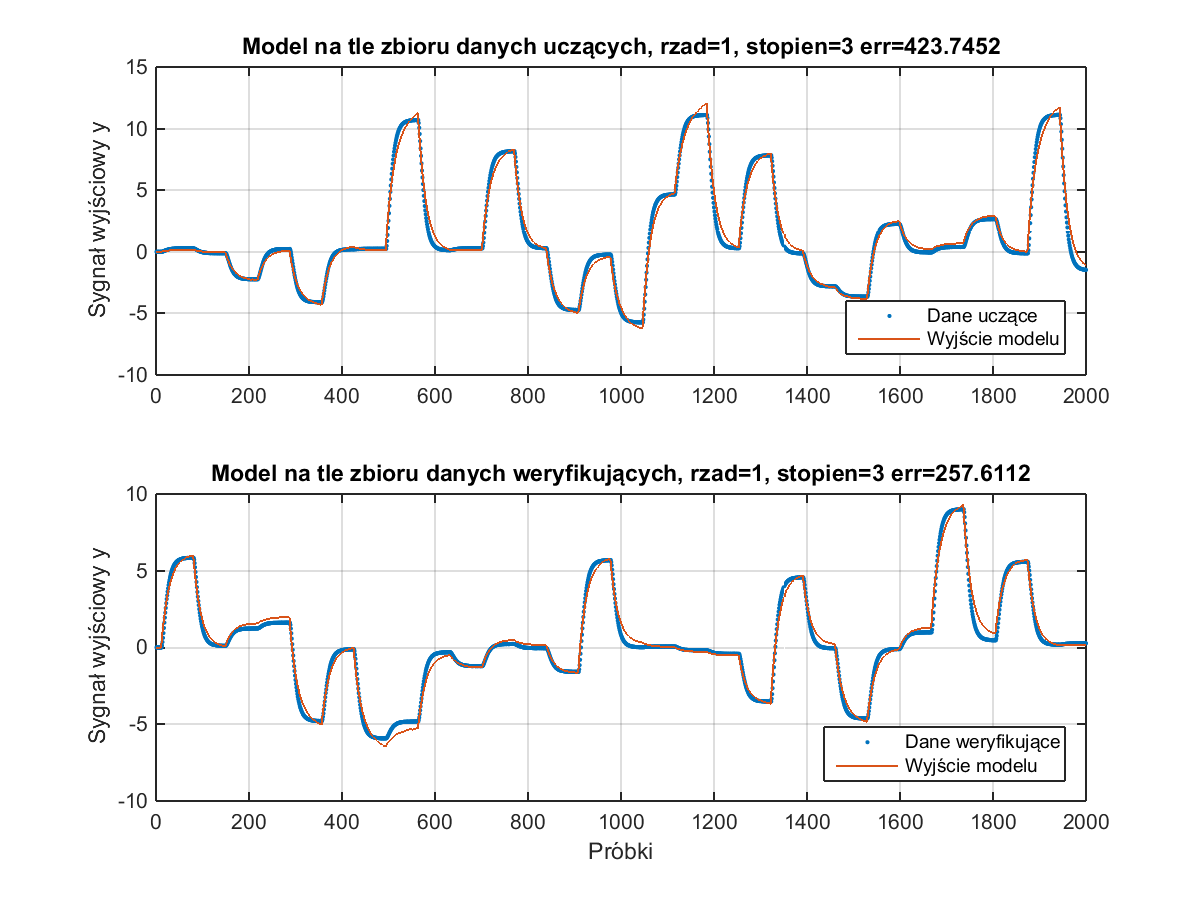 Model na tle zbioru danych uczących, rzad=1, stopien=3 err=423.7452
Sygnał wyjściowy y
15
10
5
0
-5
-10
0 200 400 600 800 1000 1200 1400 1600 1800 2000
Dane uczące
Wyjście modelu
Model na tle zbioru danych weryfikujących, rzad=1, stopien=3 err=257.6112
Sygnał wyjściowy y
10
5
0
-5
-10
0 200 400 600 800 1000 1200 1400 1600 1800 2000
Dane weryfikujące
Wyjście modelu
Próbki